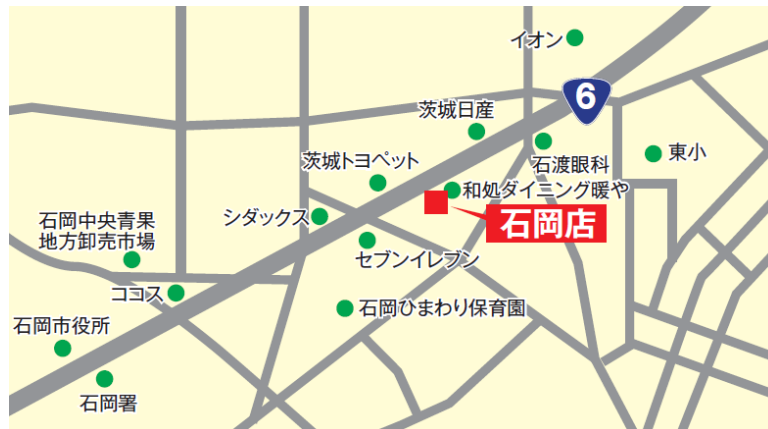 イオン
6
茨城日産
石渡眼科
東小
茨城トヨペット
和処ダイニング暖や
石岡店
シダックス
石岡中央青果
地方卸売市場
セブンイレブン
ココス
石岡ひまわり保育園
石岡市役所
石岡署